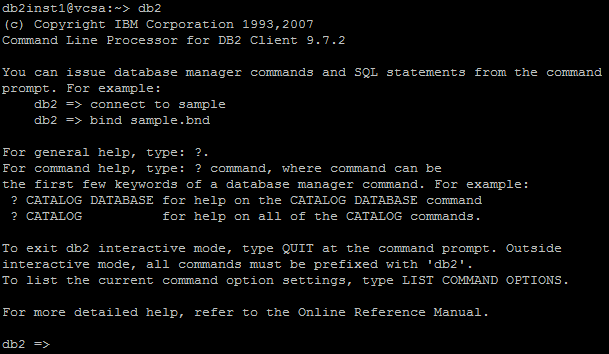 db2inst1@vcsa:~> db2
(c) Copyright IBM Corporation 1993,2007
Command Line Processor for DB2 Client 9.7.2

You can issue database manager commands and SQL statements from the command
prompt. For example:
    db2 => connect to sample
    db2 => bind sample.bnd

For general help, type: ?.
For command help, type: ? command, where command can be
the first few keywords of a database manager command. For example:
 ? CATALOG DATABASE for help on the CATALOG DATABASE command
 ? CATALOG          for help on all of the CATALOG commands.

To exit db2 interactive mode, type QUIT at the command prompt. Outside
interactive mode, all commands must be prefixed with 'db2'.
To list the current command option settings, type LIST COMMAND OPTIONS.

For more detailed help, refer to the Online Reference Manual.

db2 =>